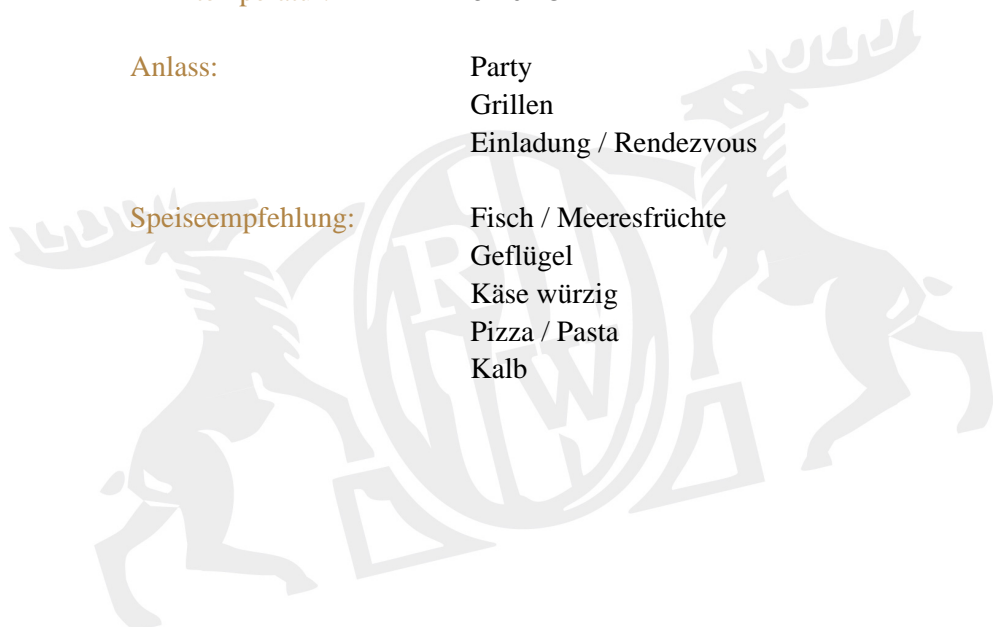 Anlass: Party
Grillen
Einladung / Rendezvous
Speiseempfehlung: Fisch / Meeresfrüchte
Geflügel
Käse würzig
Pizza / Pasta
Kalb
R
W